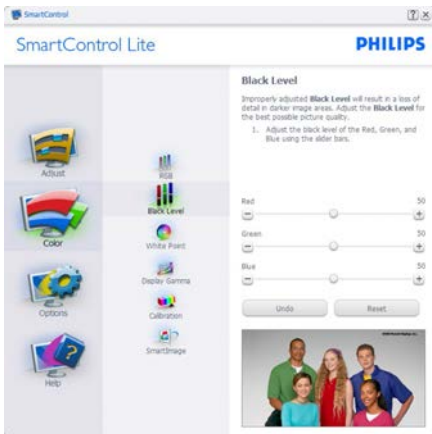 SmartControl
SmartControl Lite
PHILIPS
Adjust
Color
Options
Help
RGB
Black Level
White Point
Display Gamma
Calibration
SmartImage
Black Level
Improperly adjusted Black Level will result in a loss of
detail in darker image areas. Adjust the Black Level for
the best possible picture quality.
1. Adjust the black level of the Red, Green, and
Blue using the slider bars.
Red 50
Green 50
Blue 50
Undo
Reset